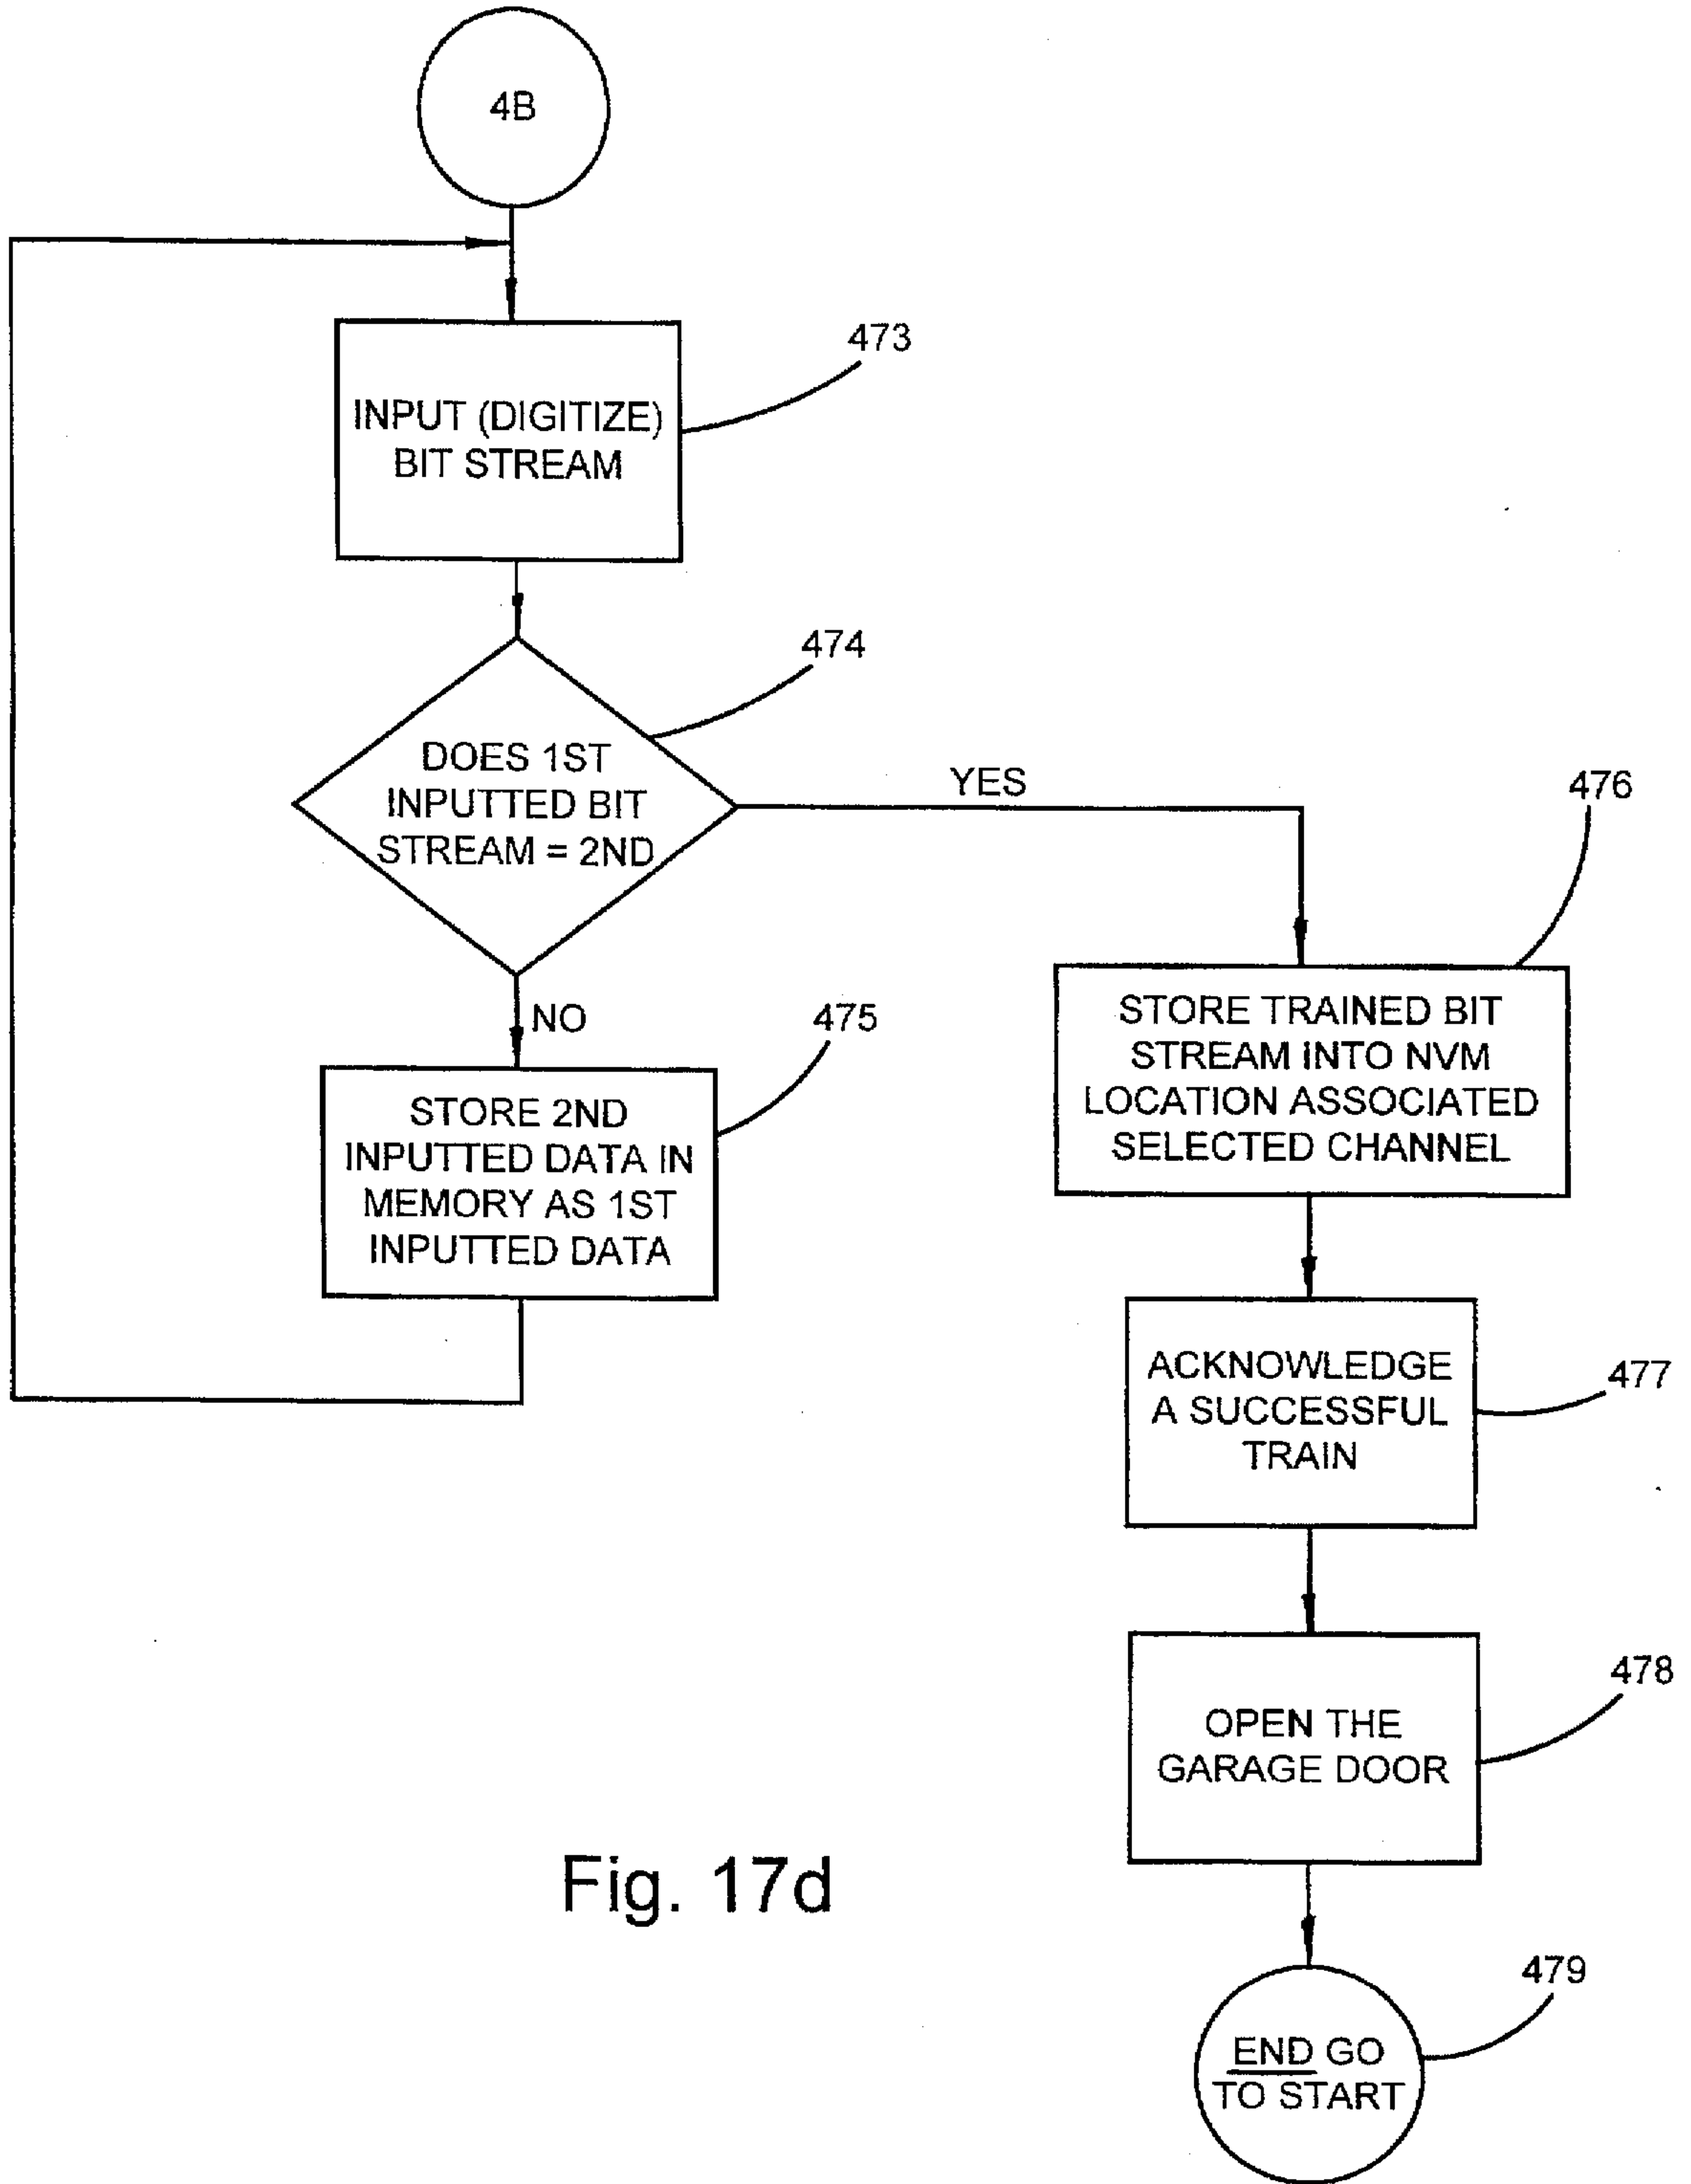 4B
473
INPUT (DIGITIZE)
BIT STREAM
474
DOES 1ST
INPUTTED BIT
STREAM = 2ND
YES
NO
475
STORE 2ND
INPUTTED DATA IN
MEMORY AS 1ST
INPUTTED DATA
476
STORE TRAINED BIT
STREAM INTO NVM
LOCATION ASSOCIATED
SELECTED CHANNEL
477
ACKNOWLEDGE
A SUCCESSFUL
TRAIN
478
OPEN THE
GARAGE DOOR
479
END GO
TO START
Fig. 17d